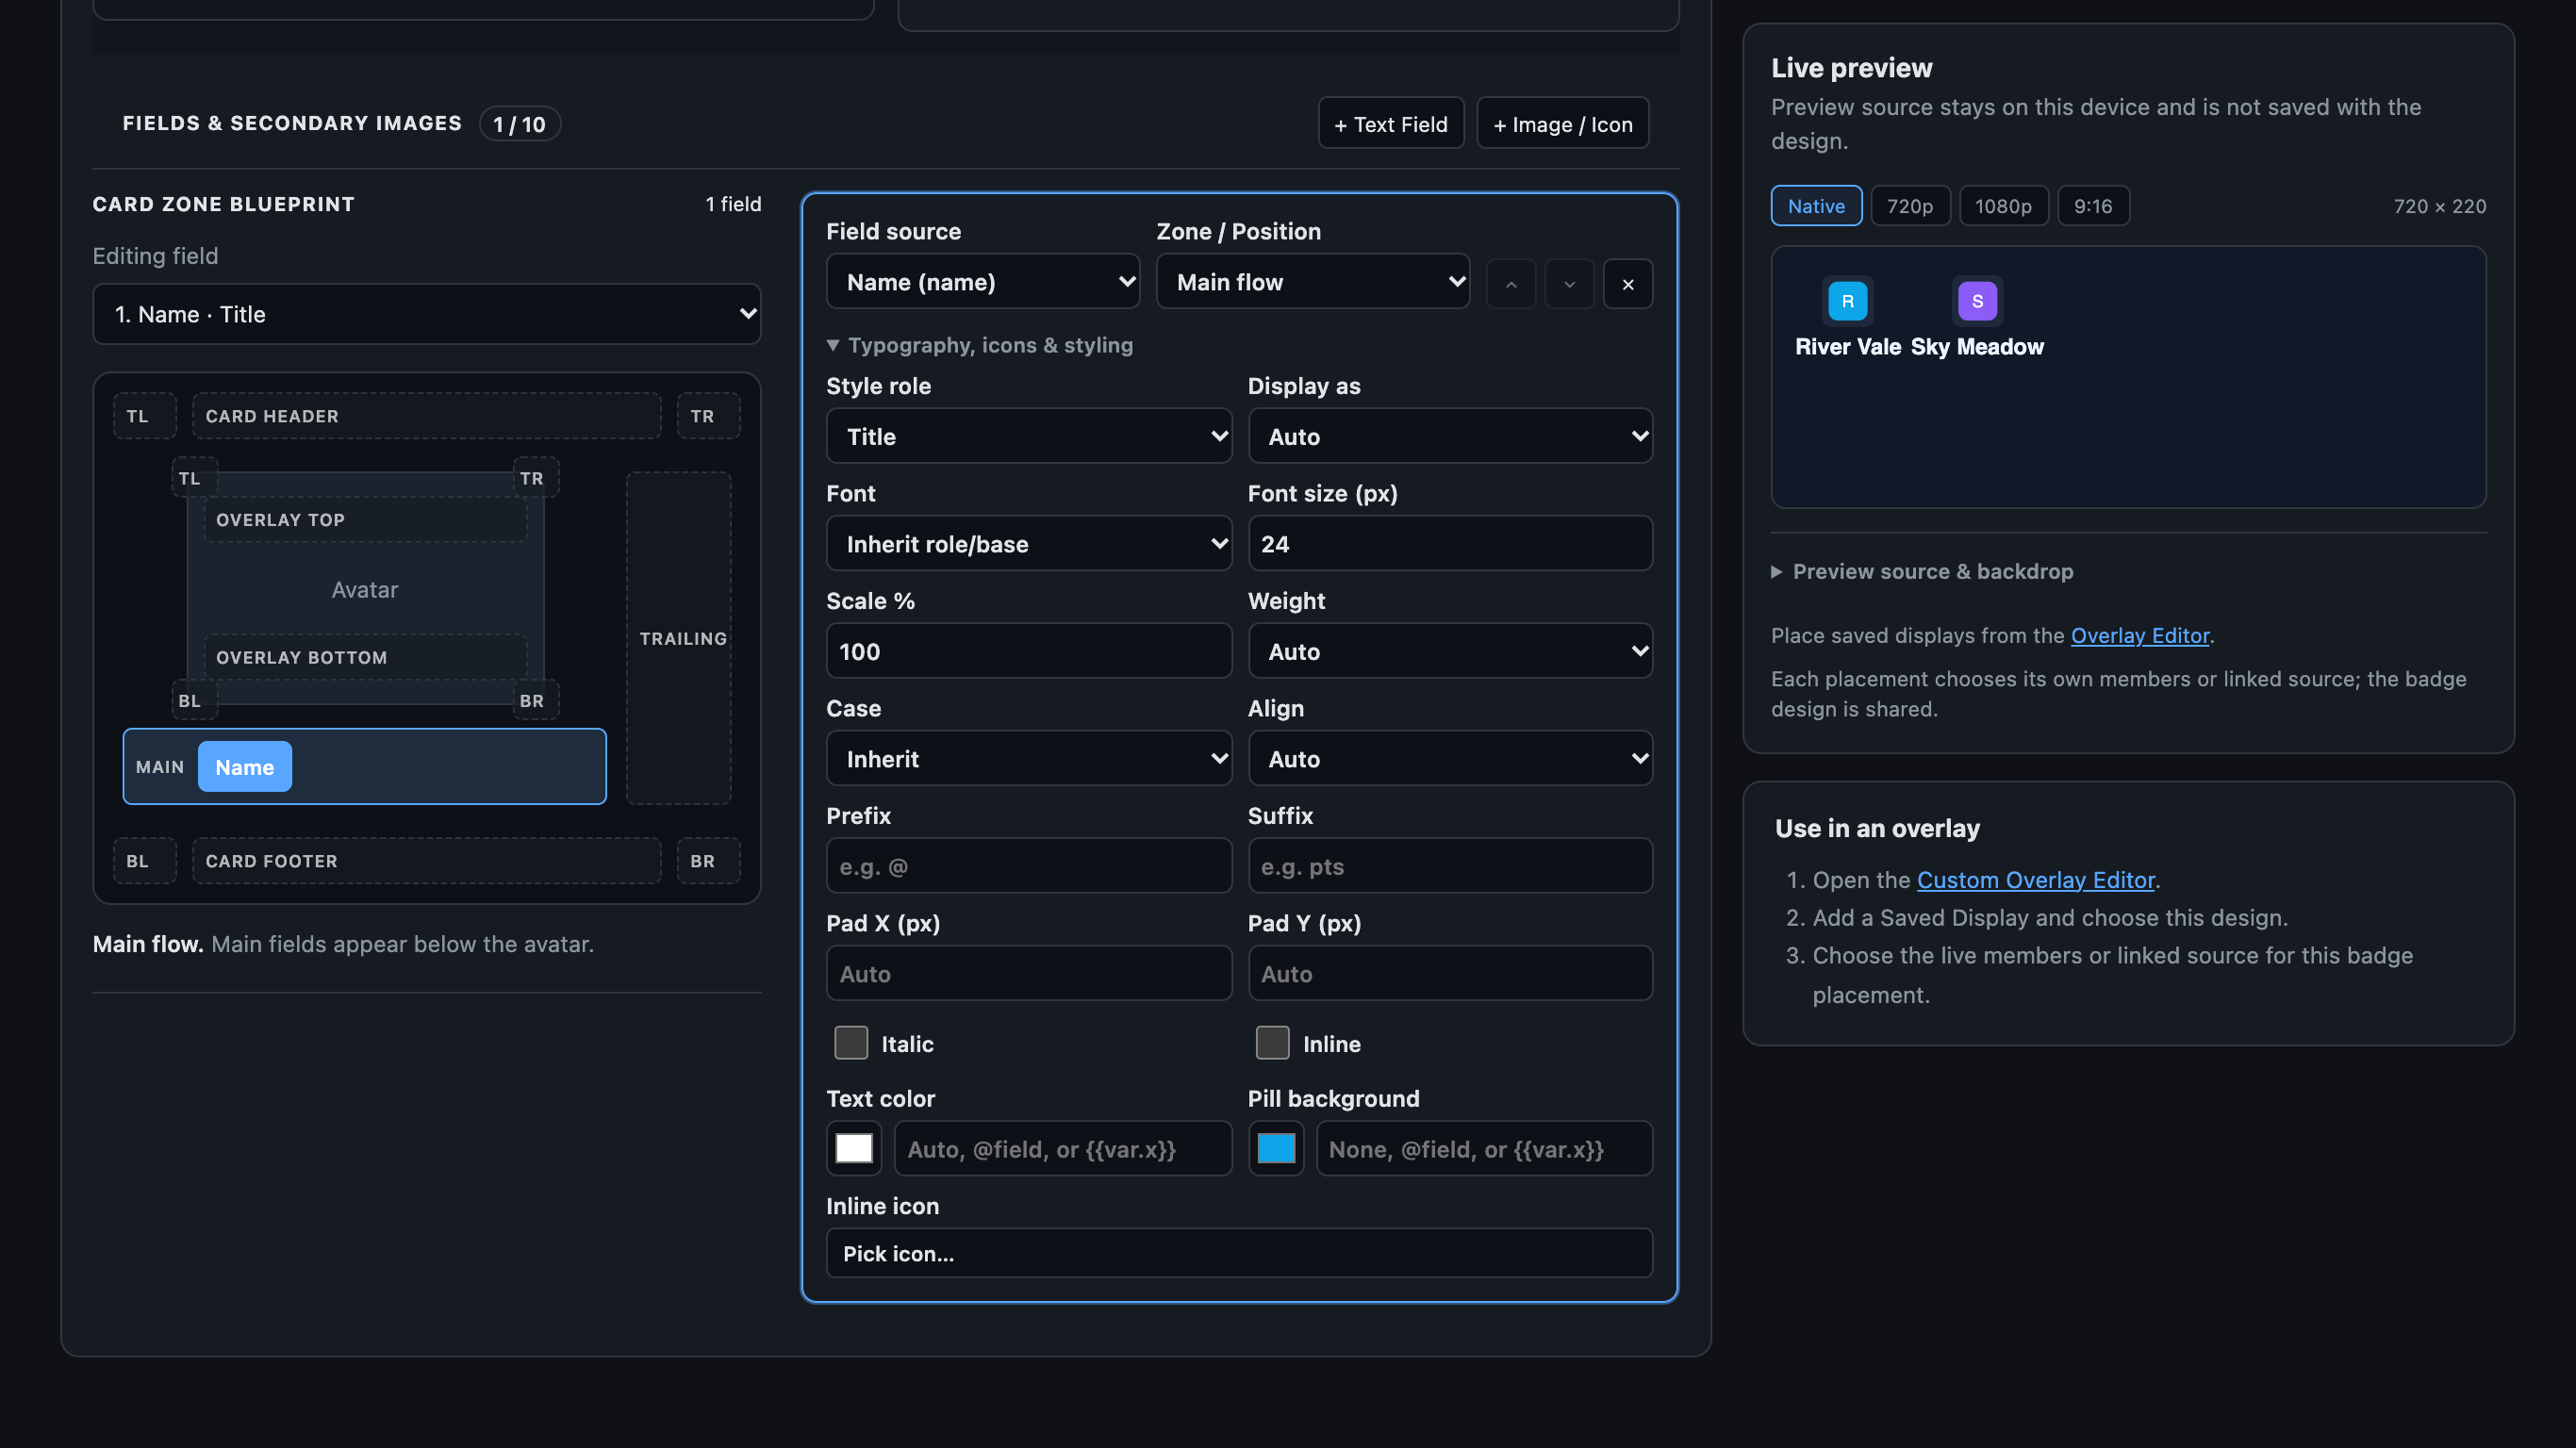 FIELDS & SECONDARY IMAGES 1 / 10
+ Text Field
+ Image / Icon
CARD ZONE BLUEPRINT
1 field
Editing field
1. Name · Title
TL
CARD HEADER
TR
TL
TR
OVERLAY TOP
Avatar
OVERLAY BOTTOM
BL
BR
TRAILING
MAIN
Name
BL
CARD FOOTER
BR
Main flow. Main fields appear below the avatar.
Field source
Zone / Position
Name (name)
Main flow
×
▼ Typography, icons & styling
Style role
Display as
Title
Auto
Font
Font size (px)
Inherit role/base
24
Scale %
Weight
100
Auto
Case
Align
Inherit
Auto
Prefix
Suffix
e.g. @
e.g. pts
Pad X (px)
Pad Y (px)
Auto
Auto
Italic
Inline
Text color
Pill background
Auto, @field, or {{var.x}}
None, @field, or {{var.x}}
Inline icon
Pick icon...
Live preview
Preview source stays on this device and is not saved with the
design.
Native
720p
1080p
9:16
720 × 220
R
S
River Vale
Sky Meadow
▶ Preview source & backdrop
Place saved displays from the Overlay Editor.
Each placement chooses its own members or linked source; the badge
design is shared.
Use in an overlay
1. Open the Custom Overlay Editor.
2. Add a Saved Display and choose this design.
3. Choose the live members or linked source for this badge
placement.